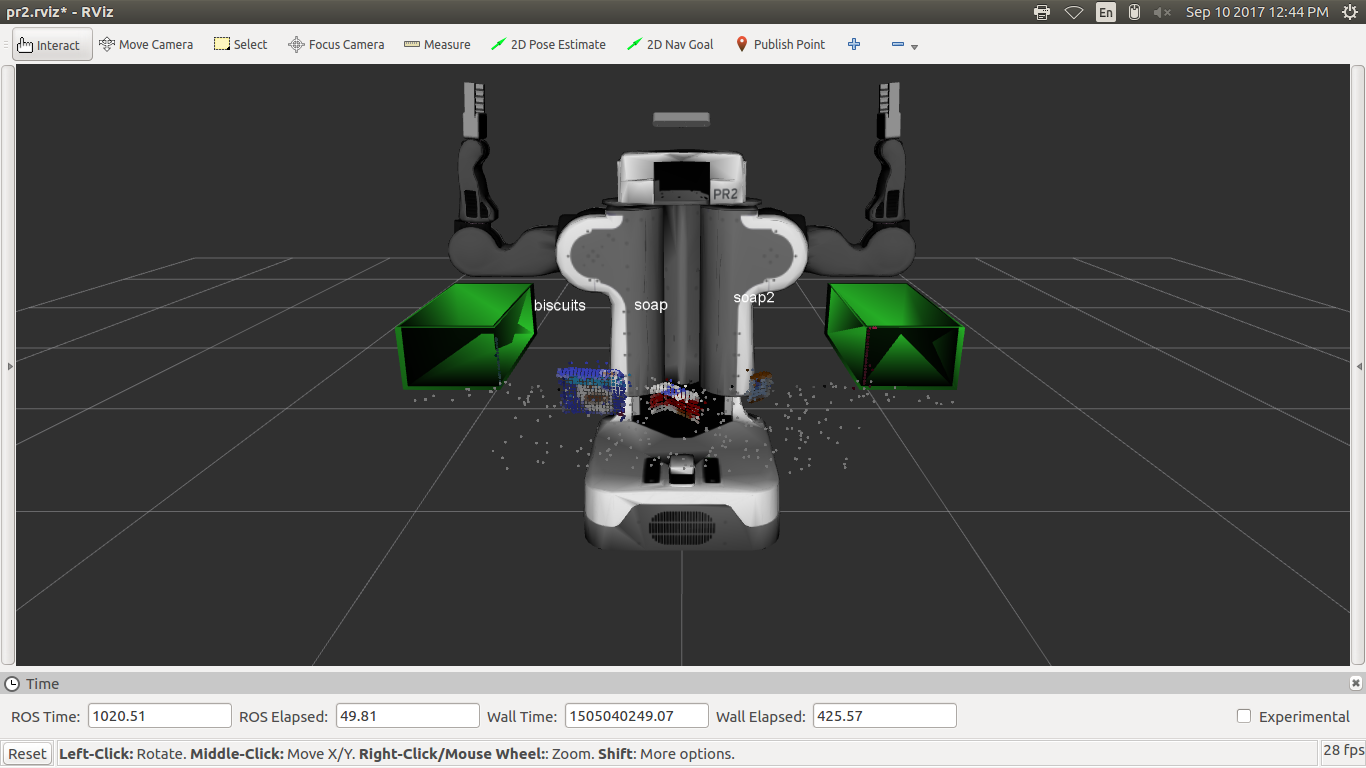 pr2.rviz* - RViz
En
Sep 10 2017 12:44 PM
Interact
Move Camera
Select
Focus Camera
Measure
2D Pose Estimate
2D Nav Goal
Publish Point
PR2
biscuits
soap
soap2
Time
ROS Time: 1020.51
ROS Elapsed: 49.81
Wall Time: 1505040249.07
Wall Elapsed: 425.57
Experimental
Reset
Left-Click: Rotate. Middle-Click: Move X/Y. Right-Click/Mouse Wheel:: Zoom. Shift: More options.
28 fps